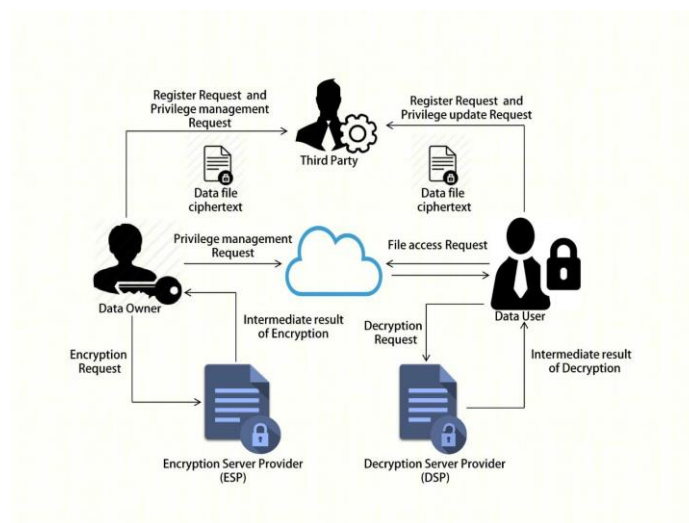 Register Request and
Privilege management
Request
Register Request and
Privilege update Request
Third Party
Data file
ciphertext
Data file
ciphertext
Privilege management
Request
File access Request
Data Owner
Data User
Intermediate result
of Encryption
Decryption
Request
Encryption
Request
Intermediate result
of Decryption
Encryption Server Provider
(ESP)
Decryption Server Provider
(DSP)